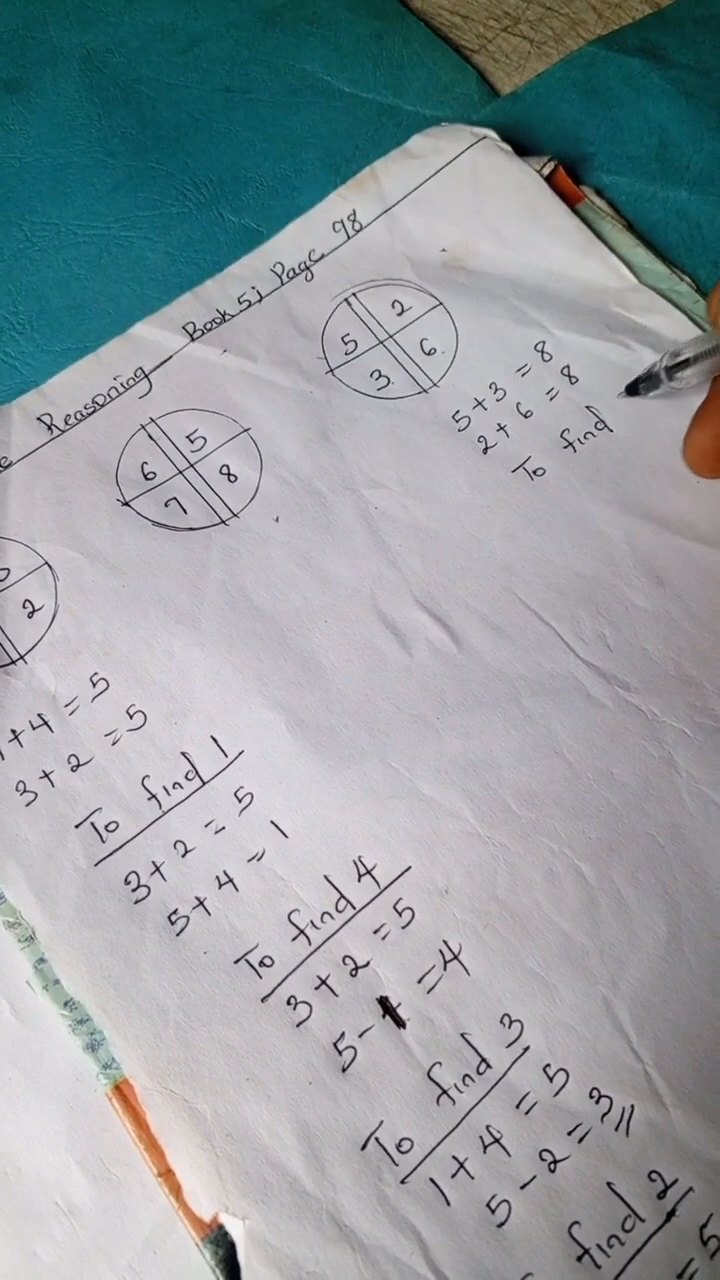 Reasoning Book 5; Page 98
5 2
3 6
5+3 = 8
2+6 = 8
To find
6 5
7 8
2
+4 = 5
3+2 = 5
To find 1
3+2 = 5
5+4 = 1
To find 4
3+2 = 5
5- = 4
To find 3
1+4 = 5
5-2 = 3
find 2
= 5